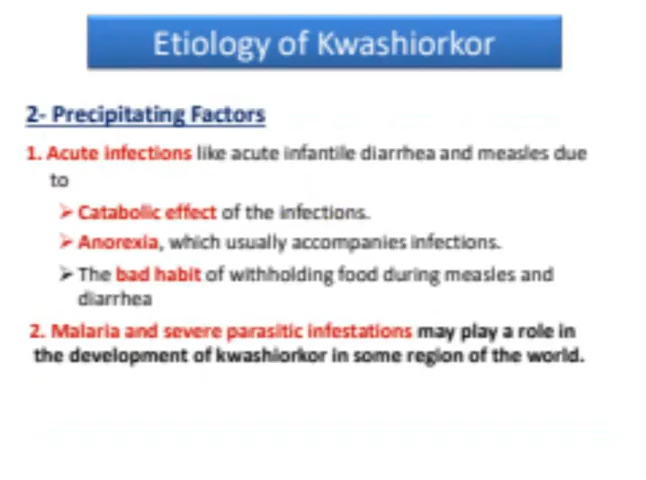 Etiology of Kwashiorkor
2- Precipitating Factors
1. Acute infections like acute infantile diarrhea and measles due
to
➢ Catabolic effect of the infections.
➢ Anorexia, which usually accompanies infections.
➢ The bad habit of withholding food during measles and
diarrhea
2. Malaria and severe parasitic infestations may play a role in
the development of kwashiorkor in some region of the world.